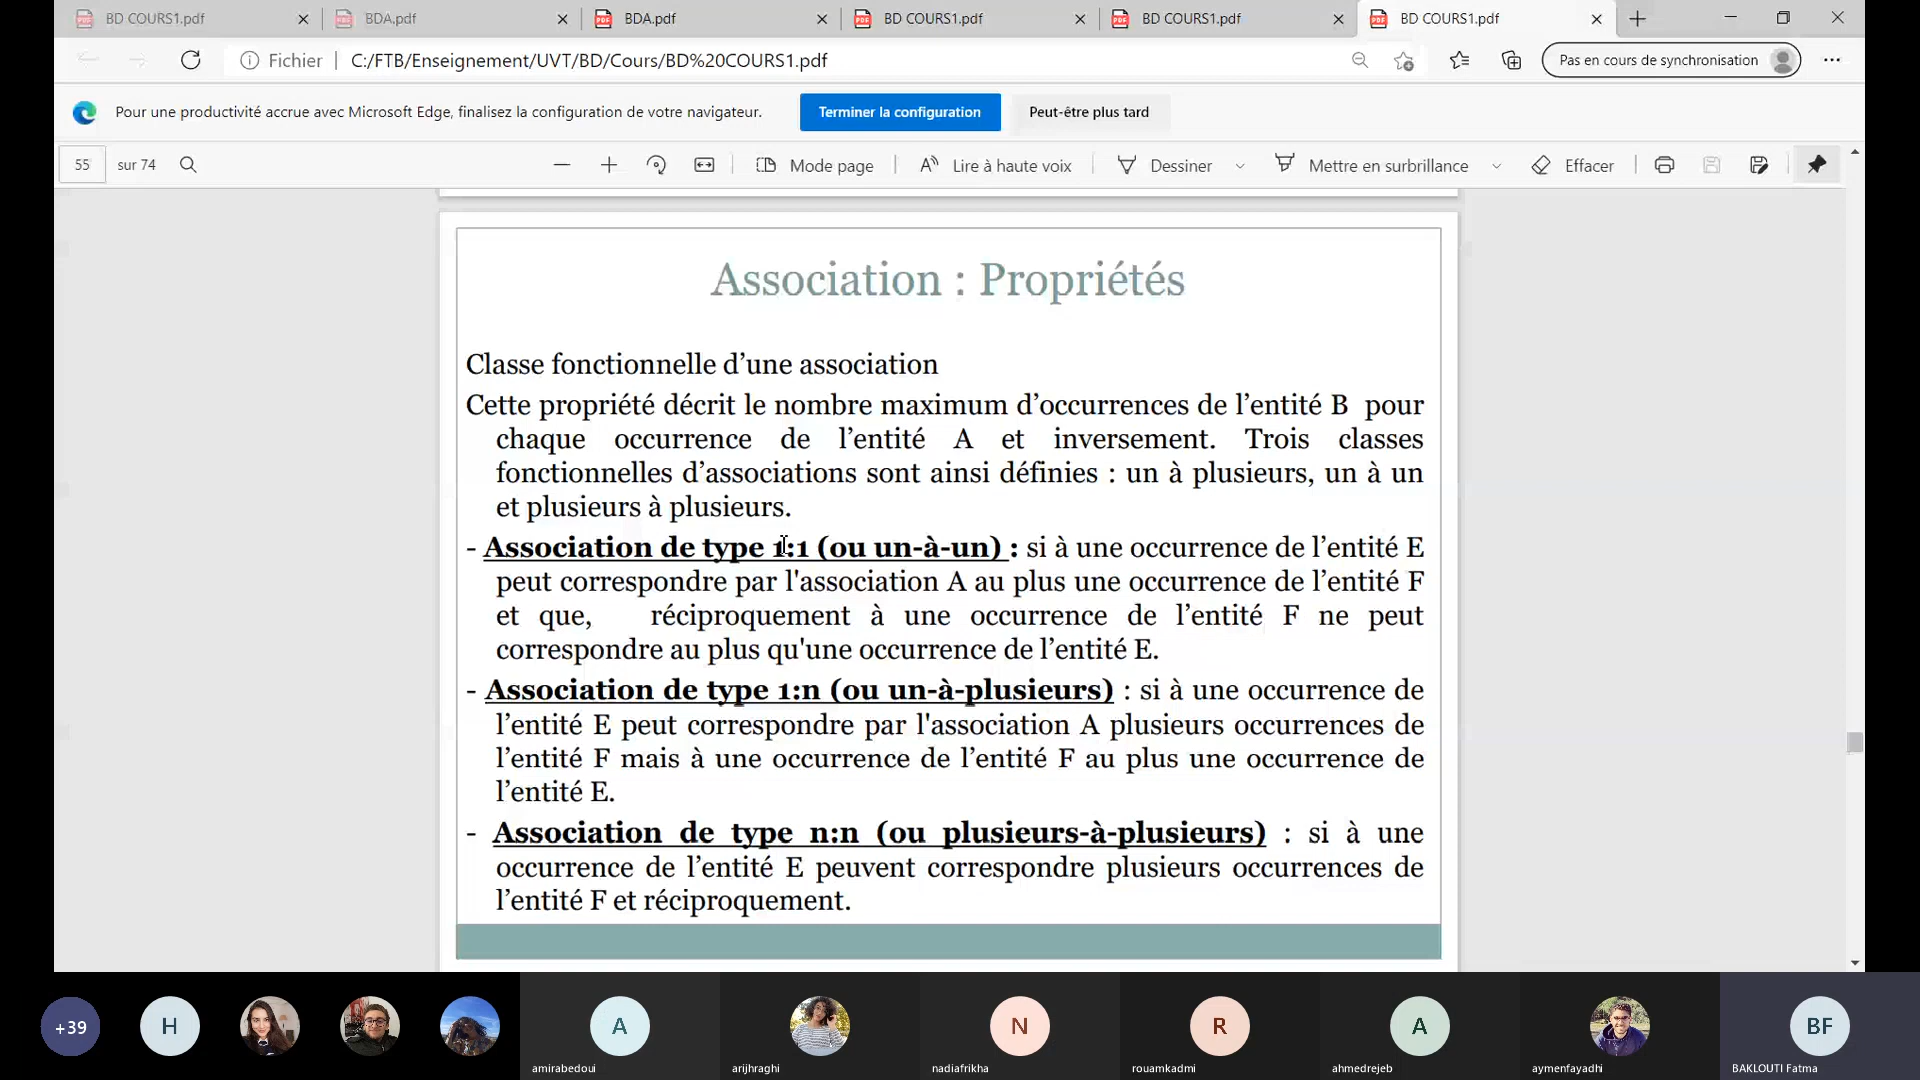 BD COURS1.pdf
BDA.pdf
BDA.pdf
BD COURS1.pdf
BD COURS1.pdf
BD COURS1.pdf
Fichier
C:/FTB/Enseignement/UVT/BD/Cours/BD%20COURS1.pdf
Pas en cours de synchronisation
Pour une productivité accrue avec Microsoft Edge, finalisez la configuration de votre navigateur.
Terminer la configuration
Peut-être plus tard
55 sur 74
Mode page
Lire à haute voix
Dessiner
Mettre en surbrillance
Effacer
Association : Propriétés
Classe fonctionnelle d’une association
Cette propriété décrit le nombre maximum d’occurrences de l’entité B pour
chaque occurrence de l’entité A et inversement. Trois classes
fonctionnelles d’associations sont ainsi définies : un à plusieurs, un à un
et plusieurs à plusieurs.
- Association de type 1:1 (ou un-à-un) : si à une occurrence de l’entité E
peut correspondre par l'association A au plus une occurrence de l’entité F
et que, réciproquement à une occurrence de l’entité F ne peut
correspondre au plus qu'une occurrence de l’entité E.
- Association de type 1:n (ou un-à-plusieurs) : si à une occurrence de
l’entité E peut correspondre par l'association A plusieurs occurrences de
l’entité F mais à une occurrence de l’entité F au plus une occurrence de
l’entité E.
- Association de type n:n (ou plusieurs-à-plusieurs) : si à une
occurrence de l’entité E peuvent correspondre plusieurs occurrences de
l’entité F et réciproquement.
+39
H
A
N
R
A
BF
amirabedoui
arijhraghi
nadiafrikha
rouamkadmi
ahmedrejeb
aymenfayadhi
BAKLOUTI Fatma